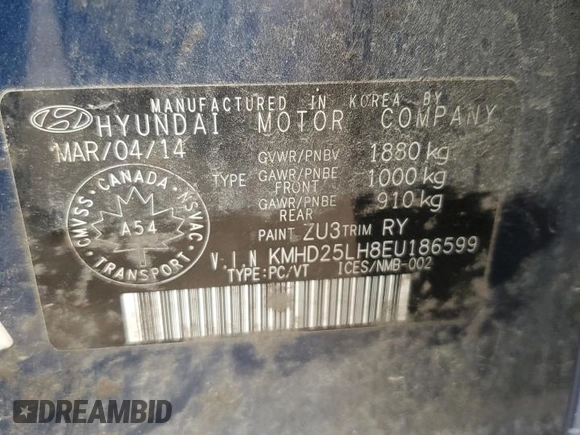 MANUFACTURED IN KOREA BY
HYUNDAI MOTOR COMPANY
MAR/04/14
GVWR/PNBV 1880 kg
TYPE GAWR/PNBE FRONT 1000 kg
GAWR/PNBE REAR 910 kg
PAINT ZU3 TRIM RY
V.I.N KMHD25LH8EU186599
TYPE:PC/VT ICES/NMB-002
CANADA
CMVSS A54 NSVAC
TRANSPORT
DREAMBID